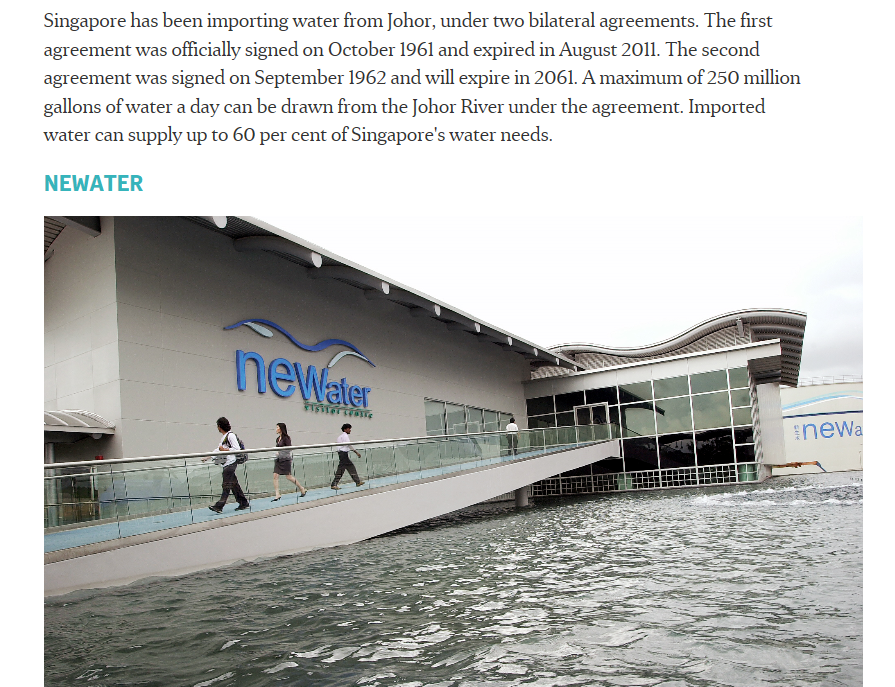 Singapore has been importing water from Johor, under two bilateral agreements. The first
agreement was officially signed on October 1961 and expired in August 2011. The second
agreement was signed on September 1962 and will expire in 2061. A maximum of 250 million
gallons of water a day can be drawn from the Johor River under the agreement. Imported
water can supply up to 60 per cent of Singapore's water needs.
NEWATER
newater
visitor centre
newa